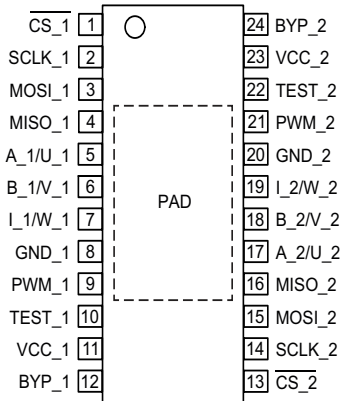 C̅S̅_1 1 24 BYP_2
SCLK_1 2 23 VCC_2
MOSI_1 3 22 TEST_2
MISO_1 4 21 PWM_2
A_1/U_1 5 20 GND_2
B_1/V_1 6 19 I_2/W_2
I_1/W_1 7 18 B_2/V_2
PAD
GND_1 8 17 A_2/U_2
PWM_1 9 16 MISO_2
TEST_1 10 15 MOSI_2
VCC_1 11 14 SCLK_2
BYP_1 12 13 C̅S̅_2